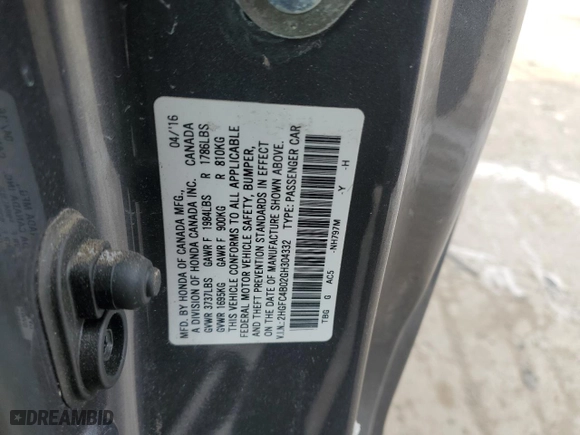 MFD. BY HONDA OF CANADA MFG., 04/'16
A DIVISION OF HONDA CANADA INC. CANADA
GVWR 3737LBS GAWR F 1984LBS R 1786LBS
GVWR 1695KG GAWR F 900KG R 810KG
THIS VEHICLE CONFORMS TO ALL APPLICABLE
FEDERAL MOTOR VEHICLE SAFETY, BUMPER,
AND THEFT PREVENTION STANDARDS IN EFFECT
ON THE DATE OF MANUFACTURE SHOWN ABOVE.
V.I.N.: 2HGFC4B02GH304332 TYPE: PASSENGER CAR
TBG G AC5 -NH797M -Y -H
DREAMBID